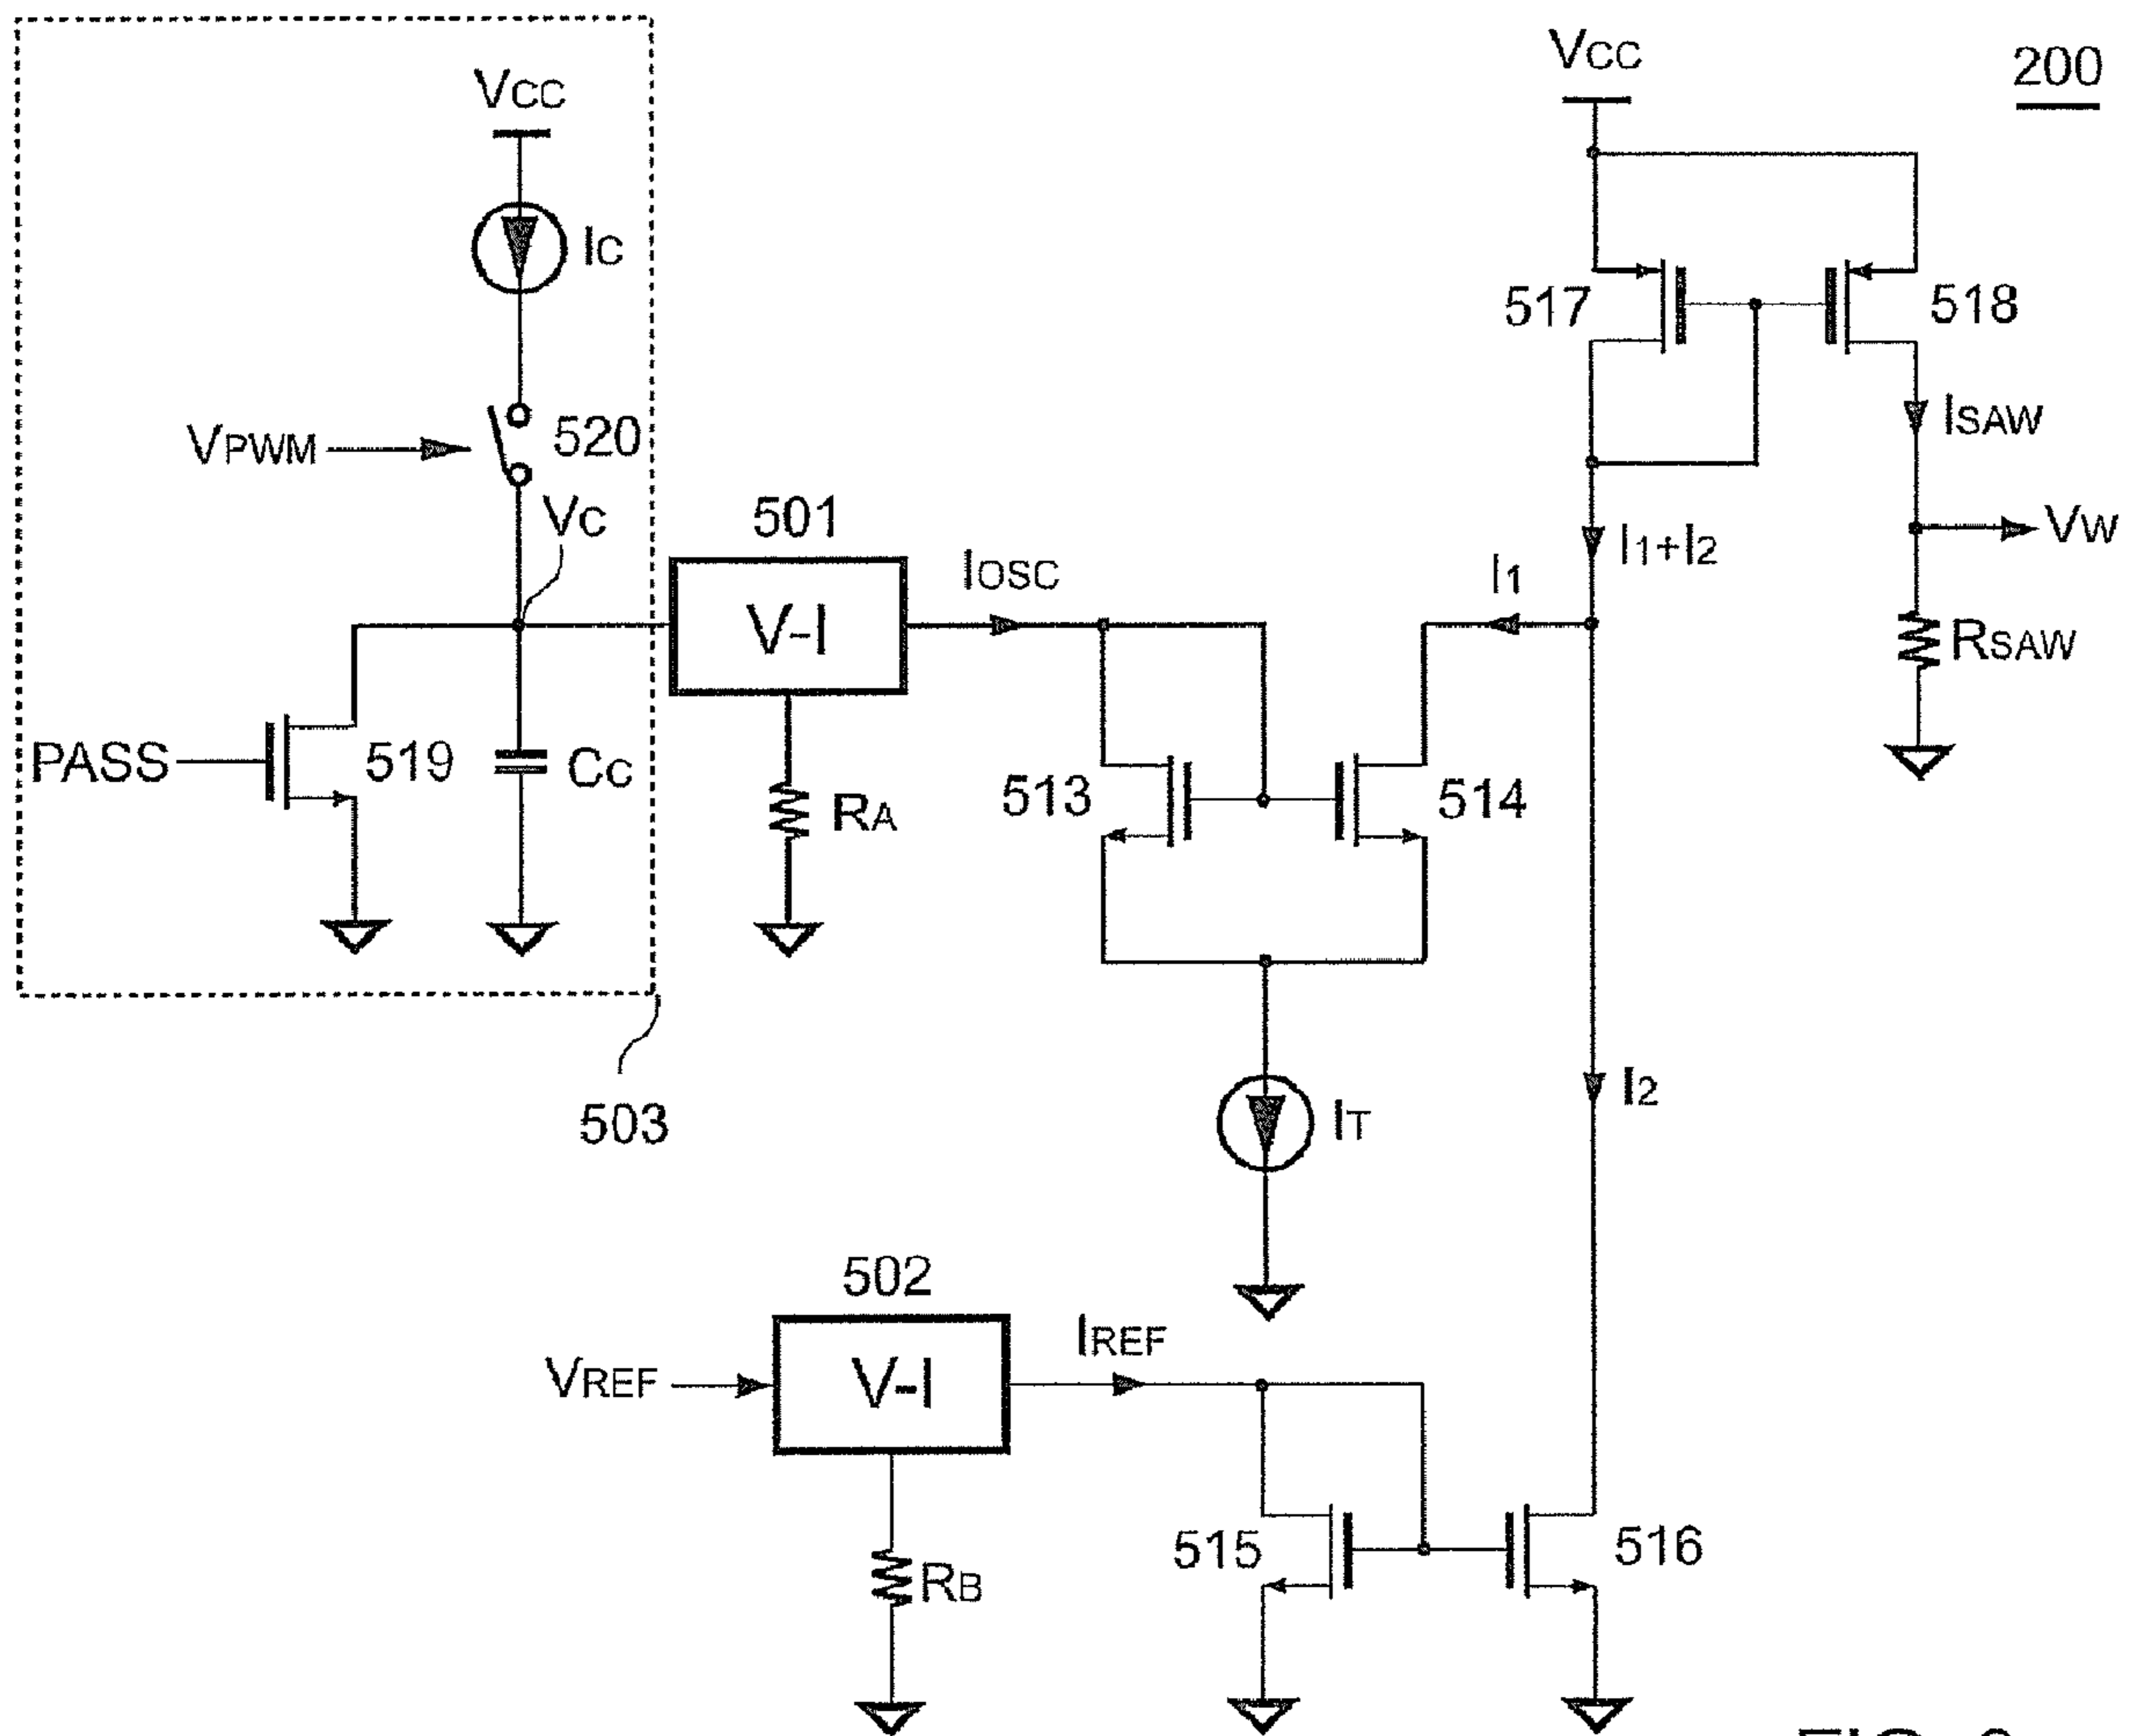 VCC
200
VCC
IC
517
518
VPWM
520
ISAW
VC
501
I1+I2
VW
IOSC
I1
V-I
RSAW
PASS
519
CC
513
514
RA
I2
503
IT
502
IREF
VREF
V-I
515
516
RB